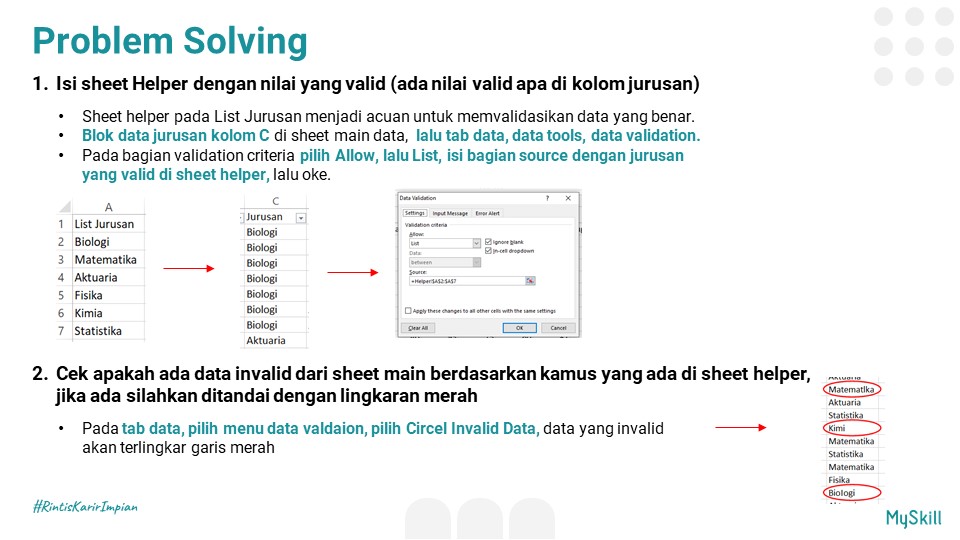 Problem Solving
1. Isi sheet Helper dengan nilai yang valid (ada nilai valid apa di kolom jurusan)
• Sheet helper pada List Jurusan menjadi acuan untuk memvalidasikan data yang benar.
• Blok data jurusan kolom C di sheet main data, lalu tab data, data tools, data validation.
• Pada bagian validation criteria pilih Allow, lalu List, isi bagian source dengan jurusan
yang valid di sheet helper, lalu oke.
A
1 List Jurusan
2 Biologi
3 Matematika
4 Aktuaria
5 Fisika
6 Kimia
7 Statistika
C
Jurusan
Biologi
Biologi
Biologi
Biologi
Biologi
Biologi
Biologi
Aktuaria
Data Validation ? ×
Settings Input Message Error Alert
Validation criteria
Allow:
List
Ignore blank
Data:
In-cell dropdown
between
Source:
=Helper!$A$2:$A$7
Apply these changes to all other cells with the same settings
Clear All OK Cancel
2. Cek apakah ada data invalid dari sheet main berdasarkan kamus yang ada di sheet helper,
jika ada silahkan ditandai dengan lingkaran merah
• Pada tab data, pilih menu data valdaion, pilih Circel Invalid Data, data yang invalid
akan terlingkar garis merah
Aktuaria
Matematlka
Aktuaria
Statistika
Kimi
Matematika
Statistika
Matematika
Fisika
BioIogi
#RintisKarirImpian
MySkill